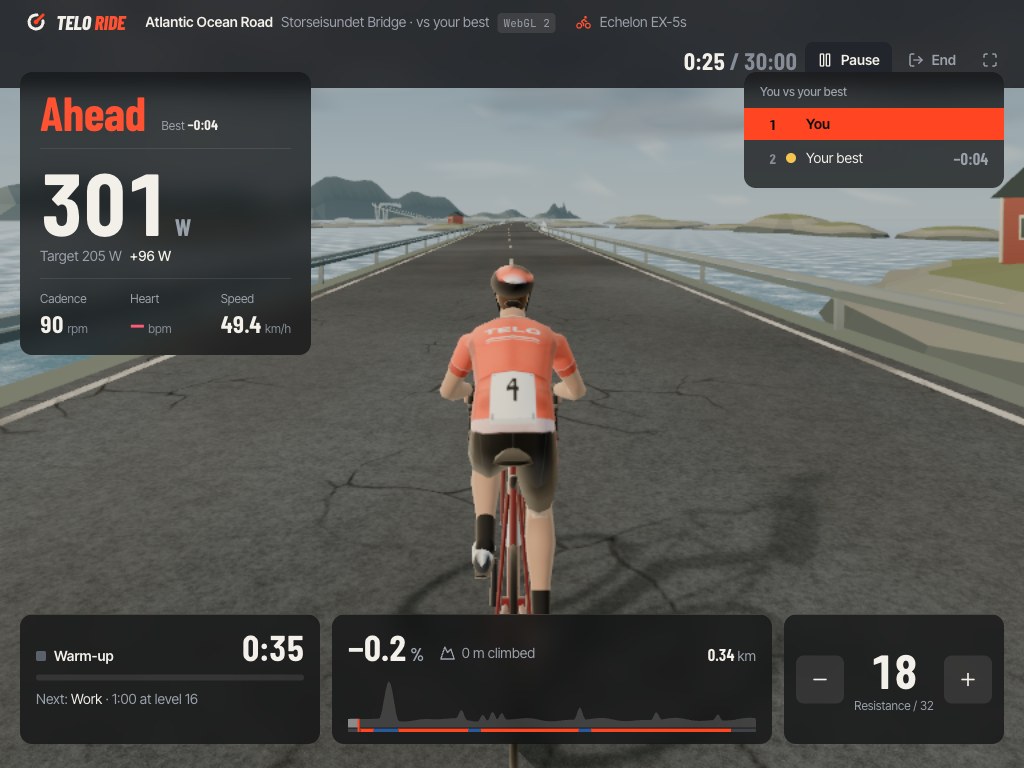 TELO RIDE Atlantic Ocean Road Storseisundet Bridge · vs your best WebGL 2 Echelon EX-5s
0:25 / 30:00 Pause End
Ahead Best −0:04
301 W
Target 205 W +96 W
Cadence Heart Speed
90 rpm — bpm 49.4 km/h
You vs your best
1 You
2 Your best −0:04
TELO
4
Warm-up 0:35
Next: Work · 1:00 at level 16
−0.2 % 0 m climbed 0.34 km
− 18 +
Resistance / 32